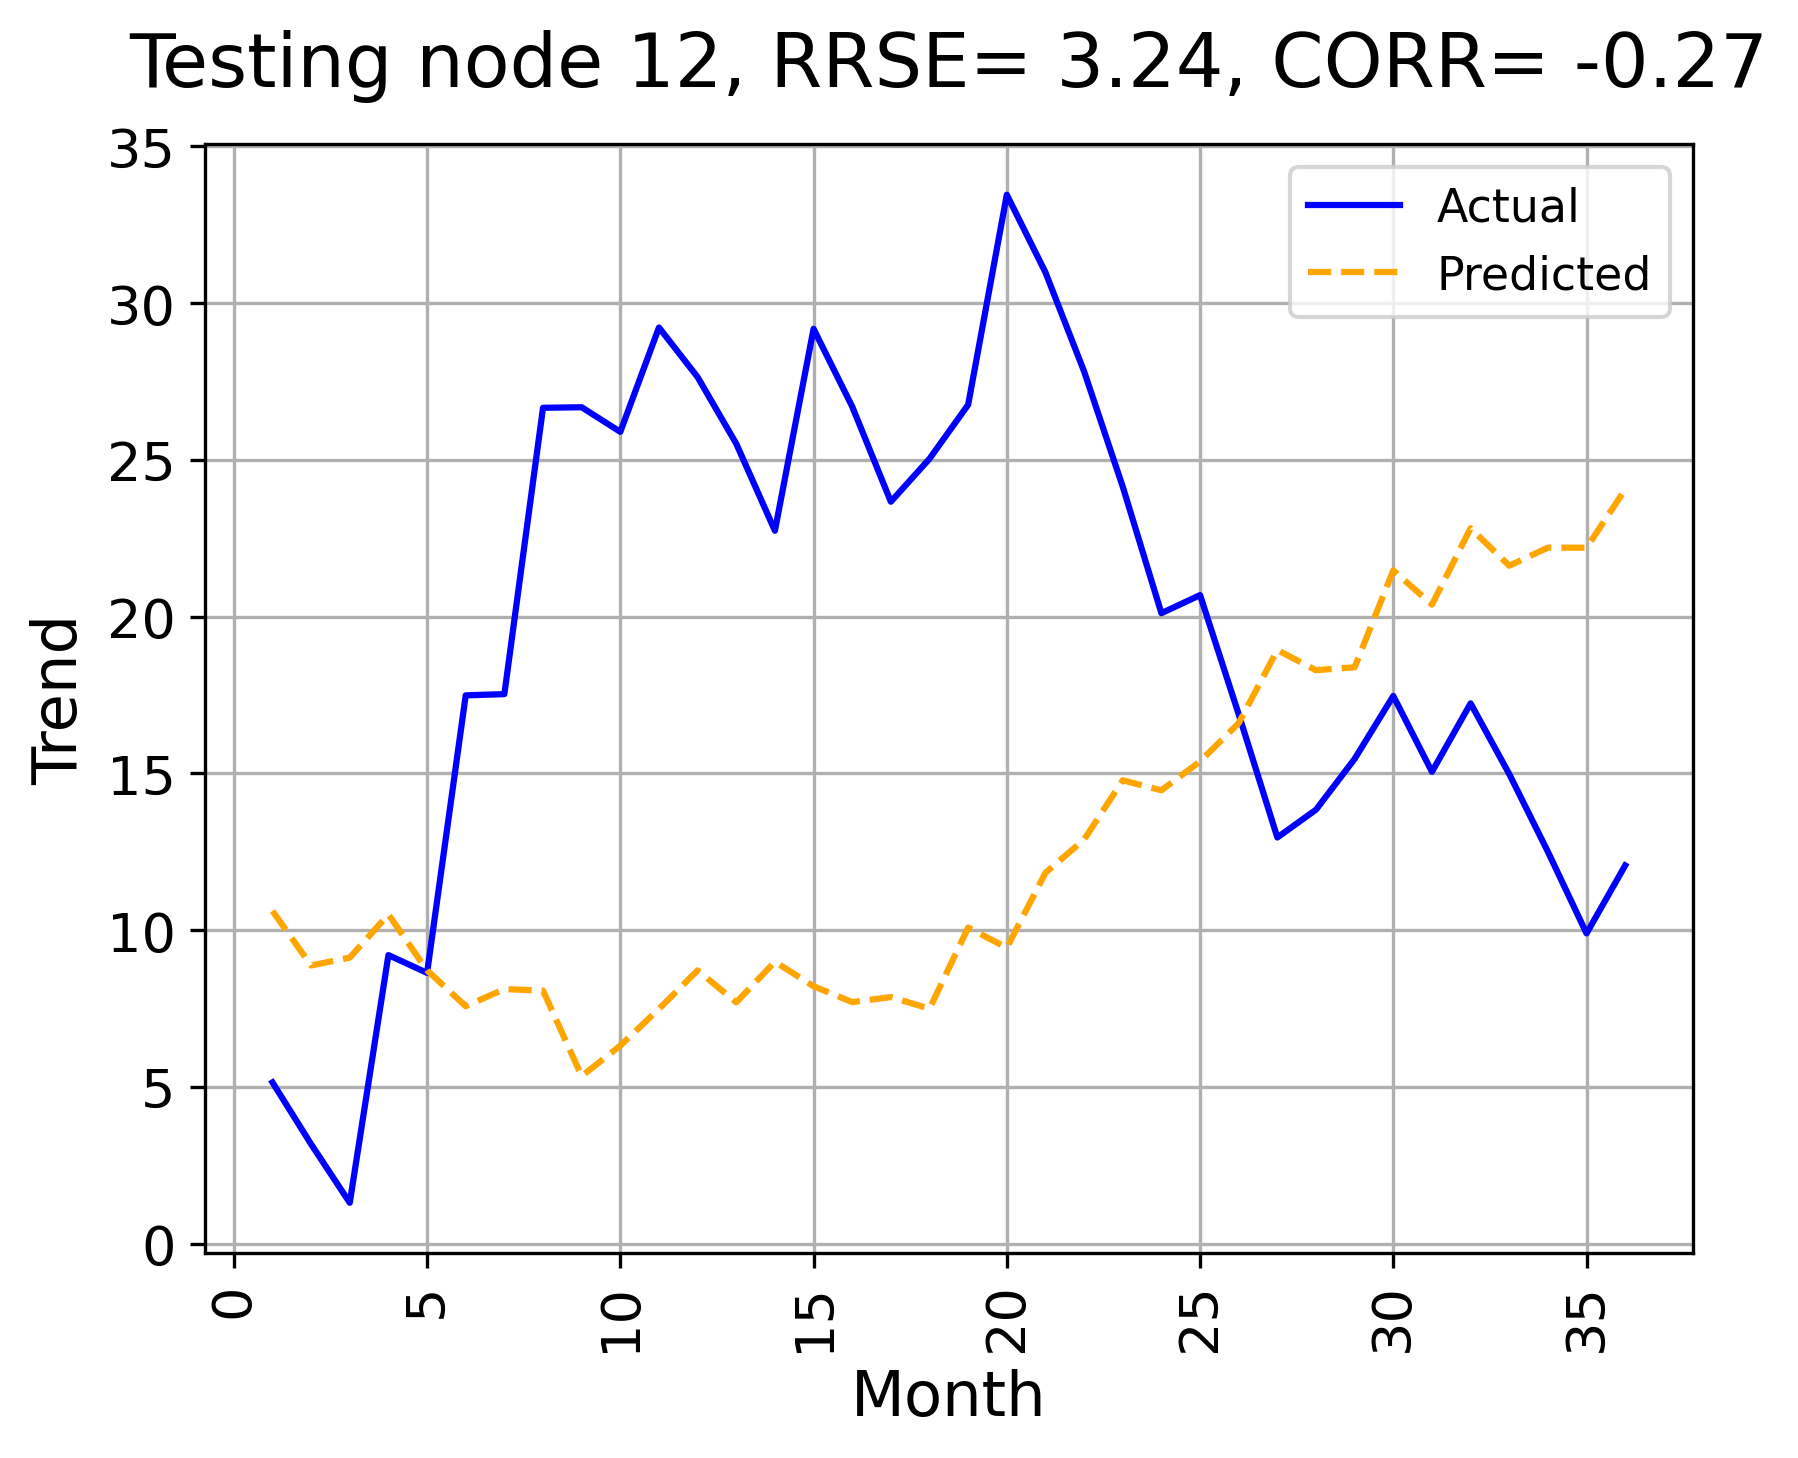 Testing node 12, RRSE= 3.24, CORR= -0.27
35
30
25
20
15
10
5
0
Trend
Actual
Predicted
0 5 10 15 20 25 30 35
Month